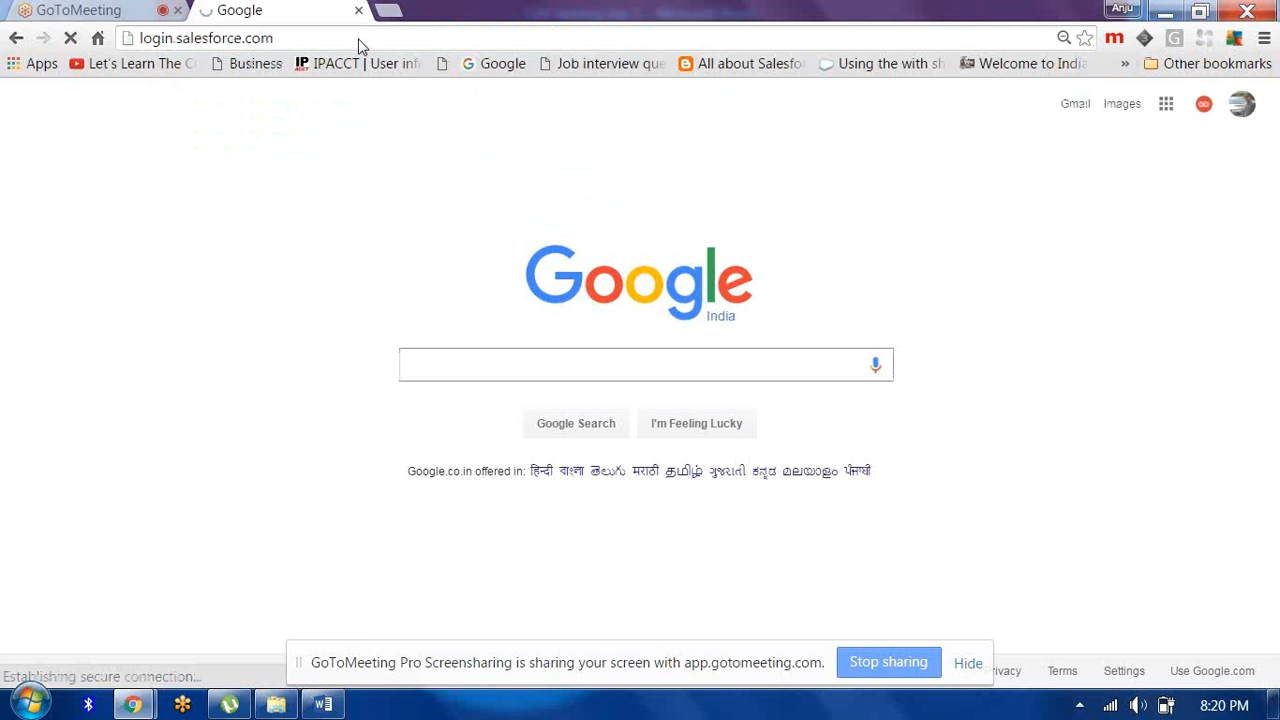 GoToMeeting
Google
Anju
login.salesforce.com
Apps
Let's Learn The C
Business
IPACCT | User inf
Google
Job interview que
All about Salesfo
Using the with sh
Welcome to India
»
Other bookmarks
Gmail
Images
Google
India
Google Search
I'm Feeling Lucky
Google.co.in offered in: हिन्दी বাংলা తెలుగు मराठी தமிழ் ગુજરાતી ಕನ್ನಡ മലയാളം ਪੰਜਾਬੀ
GoToMeeting Pro Screensharing is sharing your screen with app.gotomeeting.com.
Stop sharing
Hide
rivacy
Terms
Settings
Use Google.com
Establishing secure connection...
8:20 PM